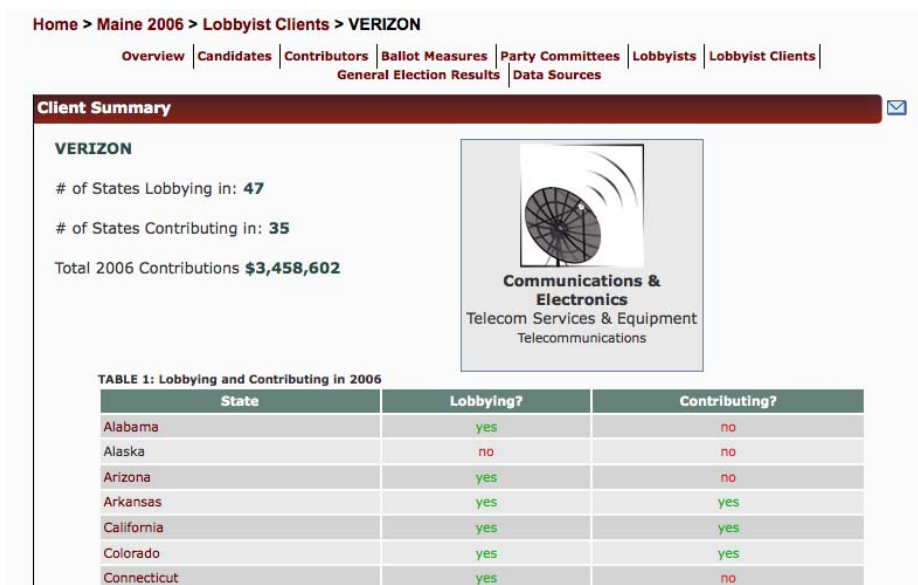 Home > Maine 2006 > Lobbyist Clients > VERIZON
Overview | Candidates | Contributors | Ballot Measures | Party Committees | Lobbyists | Lobbyist Clients |
General Election Results | Data Sources
Client Summary
VERIZON
# of States Lobbying in: 47
# of States Contributing in: 35
Total 2006 Contributions $3,458,602
Communications &
Electronics
Telecom Services & Equipment
Telecommunications
TABLE 1: Lobbying and Contributing in 2006
State Lobbying? Contributing?
Alabama yes no
Alaska no no
Arizona yes no
Arkansas yes yes
California yes yes
Colorado yes yes
Connecticut yes no